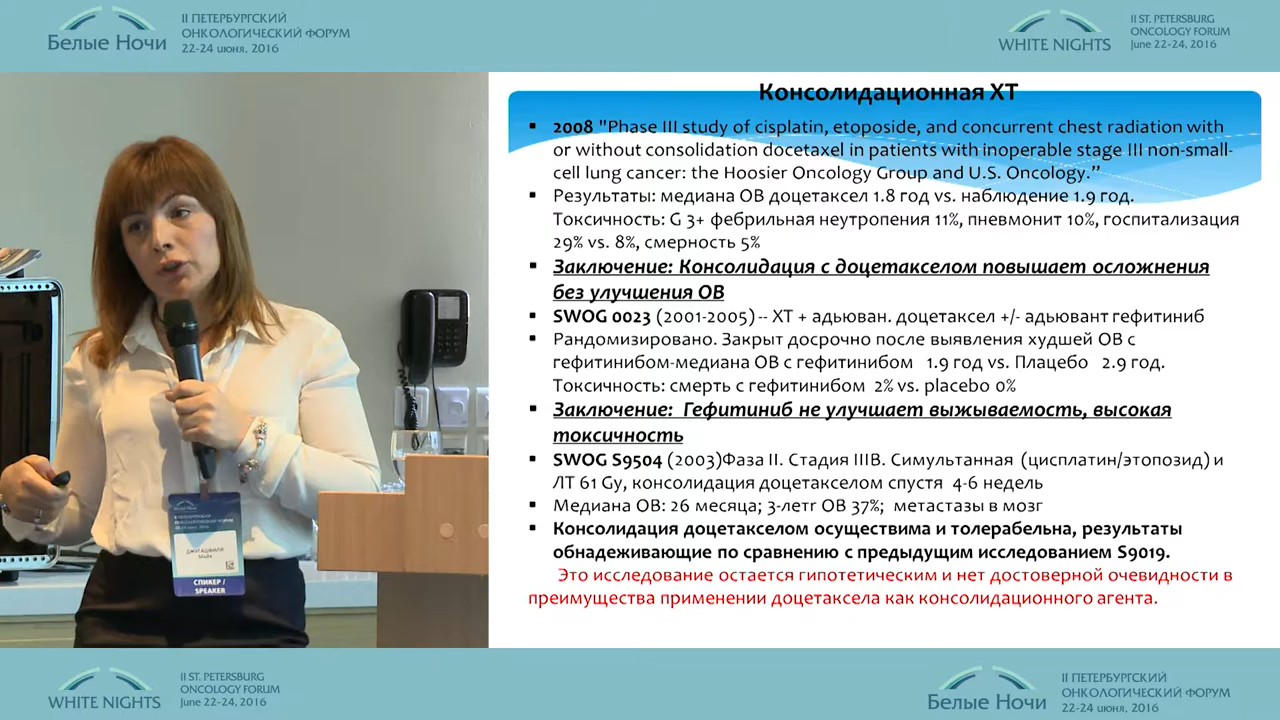 II ПЕТЕРБУРГСКИЙ
ОНКОЛОГИЧЕСКИЙ ФОРУМ
Белые Ночи
22-24 июня, 2016
II ST. PETERSBURG
ONCOLOGY FORUM
WHITE NIGHTS
June 22-24, 2016
Консолидационная ХТ
2008 "Phase III study of cisplatin, etoposide, and concurrent chest radiation with
or without consolidation docetaxel in patients with inoperable stage III non-small-
cell lung cancer: the Hoosier Oncology Group and U.S. Oncology.”
Результаты: медиана ОВ доцетаксел 1.8 год vs. наблюдение 1.9 год.
Токсичность: G 3+ фебрильная неутропения 11%, пневмонит 10%, госпитализация
29% vs. 8%, смерность 5%
Заключение: Консолидация с доцетакселом повышает осложнения
без улучшения ОВ
SWOG 0023 (2001-2005) -- ХТ + адьюван. доцетаксел +/- адьювант гефитиниб
Рандомизировано. Закрыт досрочно после выявления худшей ОВ с
гефитинибом-медиана ОВ с гефитинибом 1.9 год vs. Плацебо 2.9 год.
Токсичность: смерть с гефитинибом 2% vs. placebo 0%
Заключение: Гефитиниб не улучшает выжываемость, высокая
токсичность
SWOG S9504 (2003)Фаза II. Стадия IIIB. Симультанная (цисплатин/этопозид) и
ЛТ 61 Gy, консолидация доцетакселом спустя 4-6 недель
Медиана ОВ: 26 месяца; 3-летг ОВ 37%; метастазы в мозг
Консолидация доцетакселом осуществима и толерабельна, результаты
обнадеживающие по сравнению с предыдущим исследованием S9019.
Это исследование остается гипотетическим и нет достоверной очевидности в
преимущества применении доцетаксела как консолидационного агента.
ДЖУГАШВИЛИ
СПИКЕР /
SPEAKER
II ST. PETERSBURG
ONCOLOGY FORUM
WHITE NIGHTS
June 22-24, 2016
II ПЕТЕРБУРГСКИЙ
ОНКОЛОГИЧЕСКИЙ ФОРУМ
Белые Ночи
22-24 июня, 2016